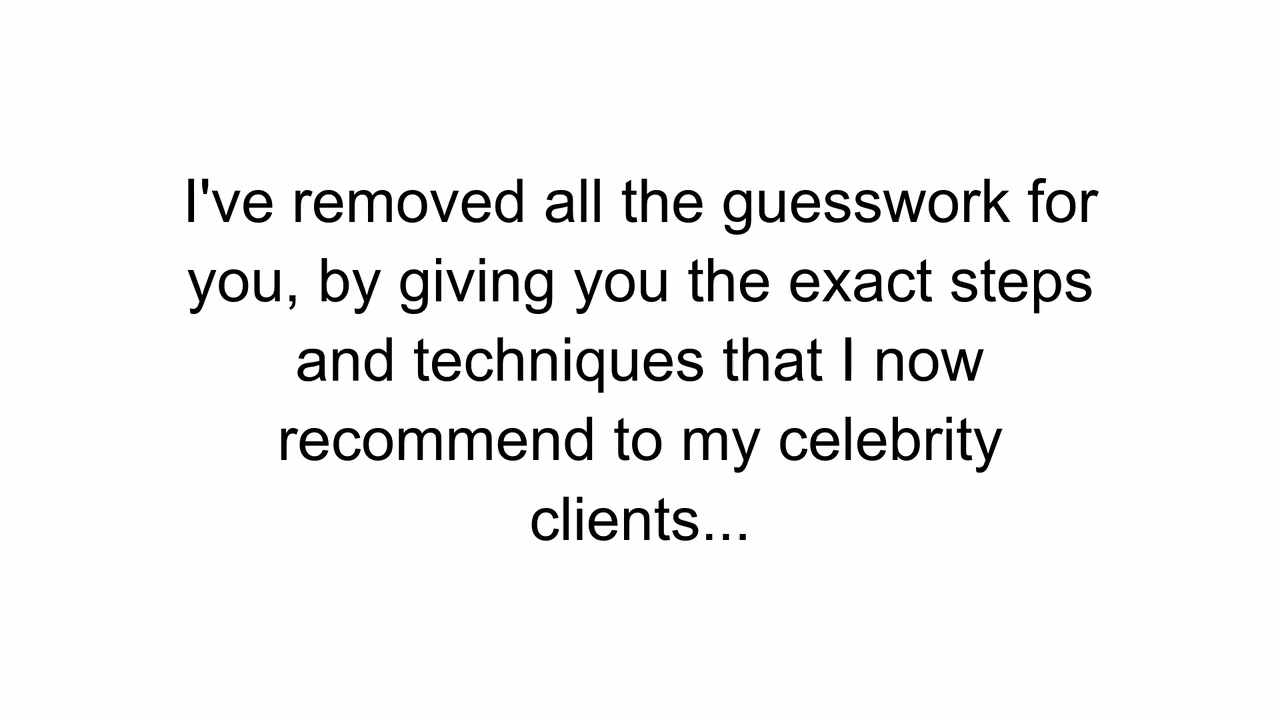 I've removed all the guesswork for
you, by giving you the exact steps
and techniques that I now
recommend to my celebrity
clients...